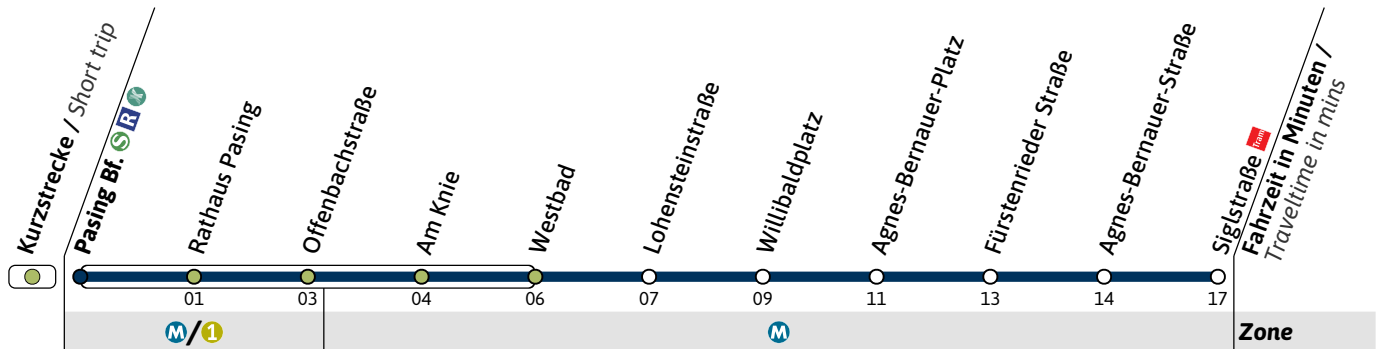 Kurzstrecke / Short trip
Pasing Bf. S R K
Rathaus Pasing
Offenbachstraße
Am Knie
Westbad
Lohensteinstraße
Willibaldplatz
Agnes-Bernauer-Platz
Fürstenrieder Straße
Agnes-Bernauer-Straße
Siglstraße Tram
Fahrzeit in Minuten /
Traveltime in mins
01 03 04 06 07 09 11 13 14 17
M/1 M Zone